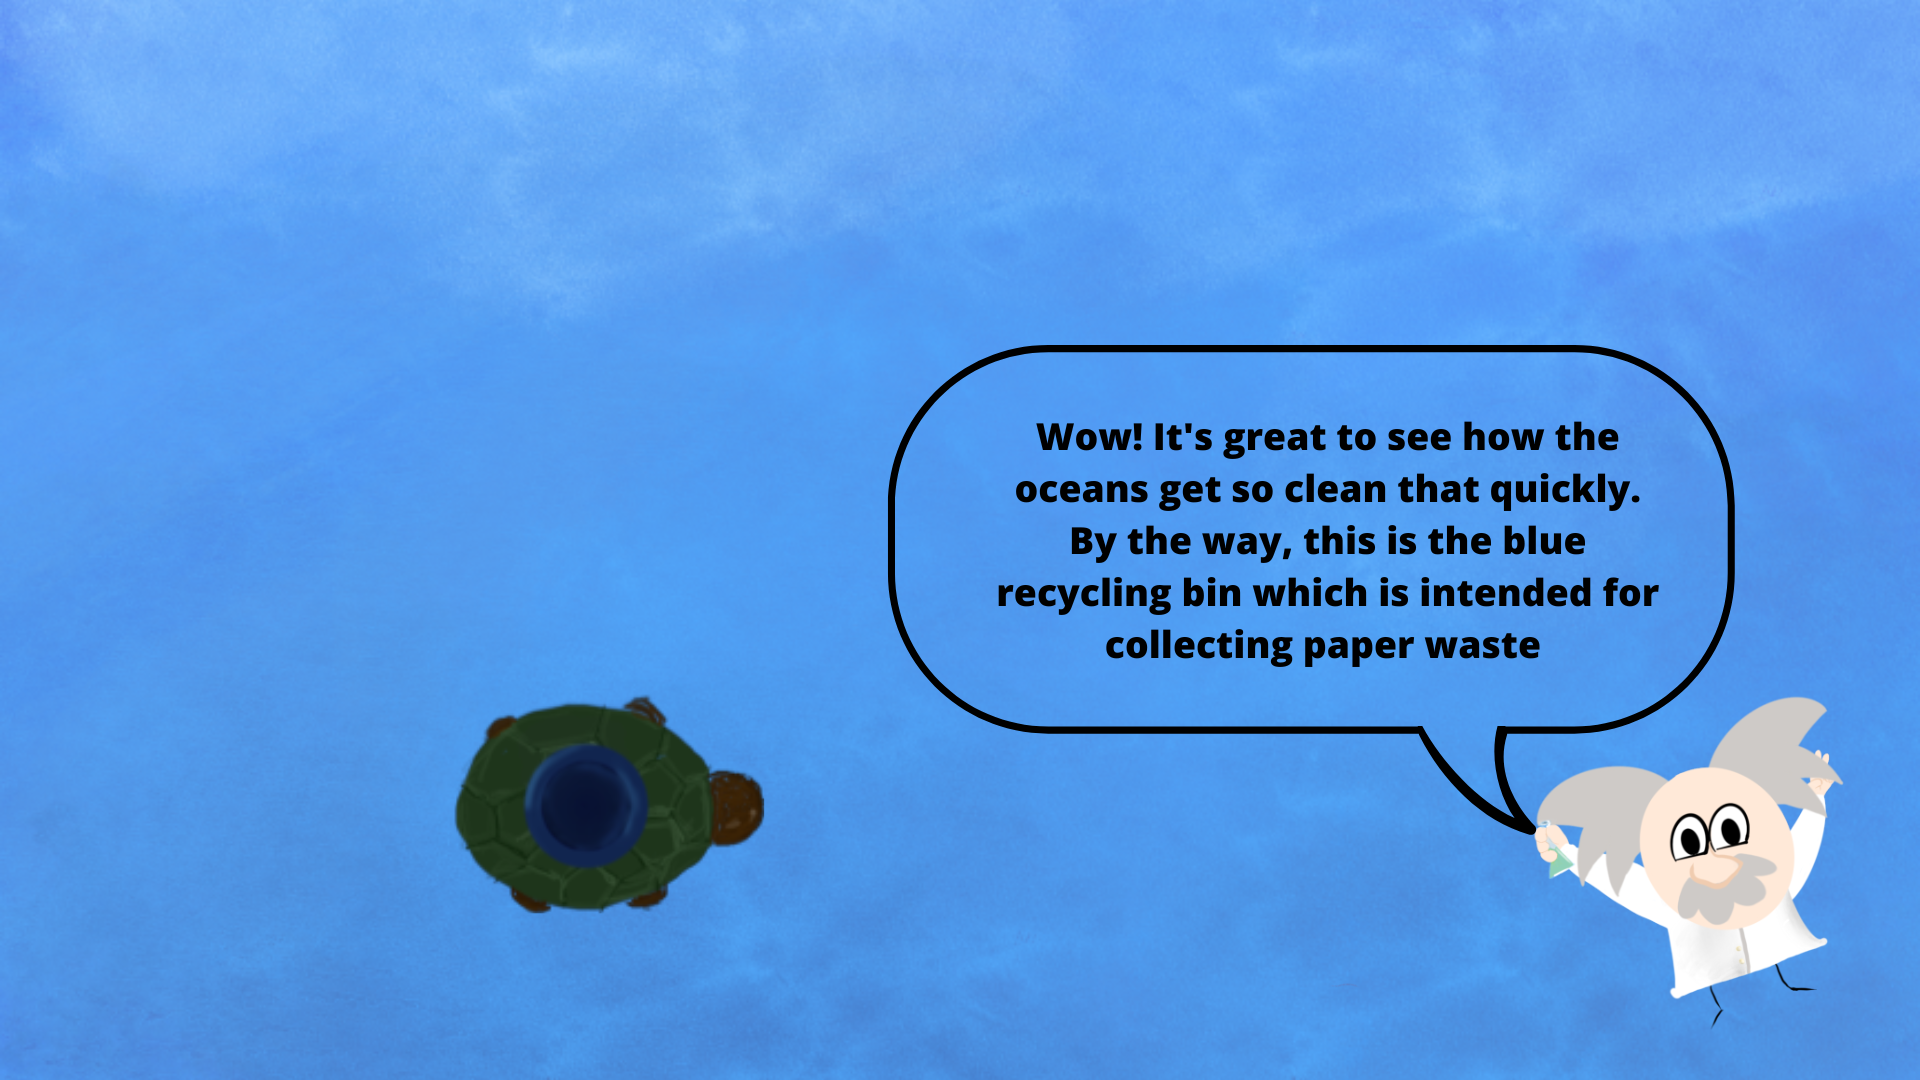 Wow! It's great to see how the
oceans get so clean that quickly.
By the way, this is the blue
recycling bin which is intended for
collecting paper waste